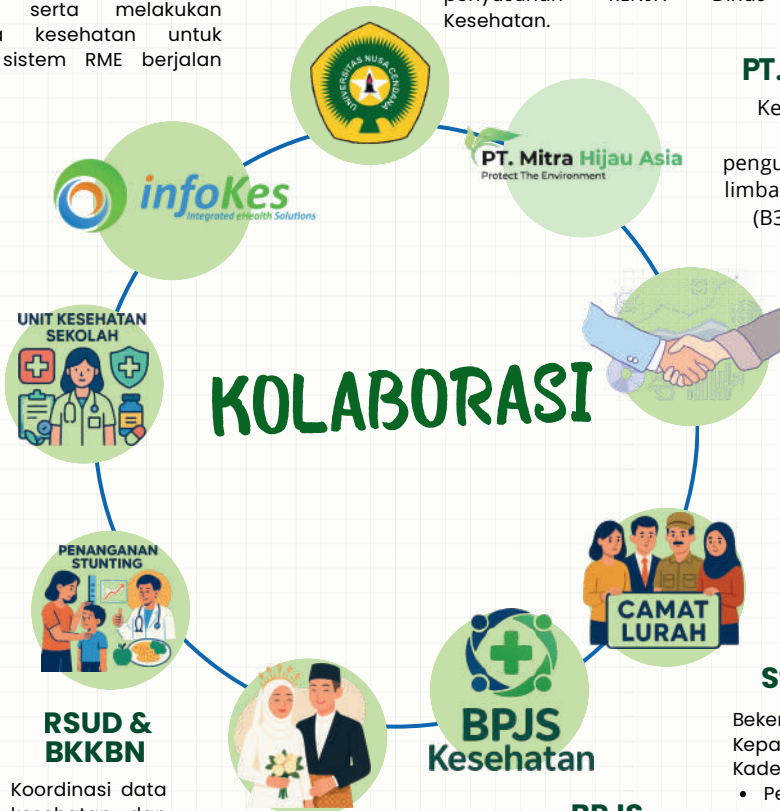 serta melakukan
kesehatan untuk
sistem RME berjalan
Kesehatan.
UNIVERSITAS NUSA CENDANA
PT.
Ke
PT. Mitra Hijau Asia
Protect The Environment
pengu
limba
(B3
infoKes
Integrated eHealth Solutions
UNIT KESEHATAN
SEKOLAH
KOLABORASI
PENANGANAN
STUNTING
CAMAT
LURAH
BPJS
Kesehatan
RSUD &
BKKBN
Koordinasi data
S
Beker
Kepa
Kade
• Pe